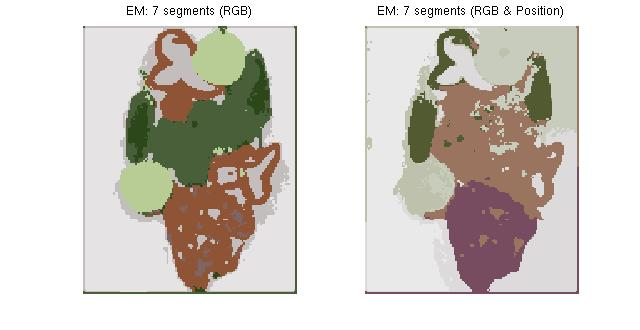 EM: 7 segments (RGB)
EM: 7 segments (RGB & Position)